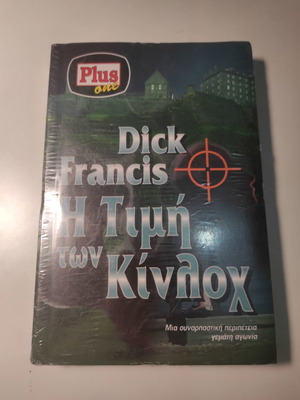 Plus
one
Dick
Francis
Η Τιμή
των
Κίνλοχ
Μια συναρπαστική περιπέτεια
γεμάτη αγωνία